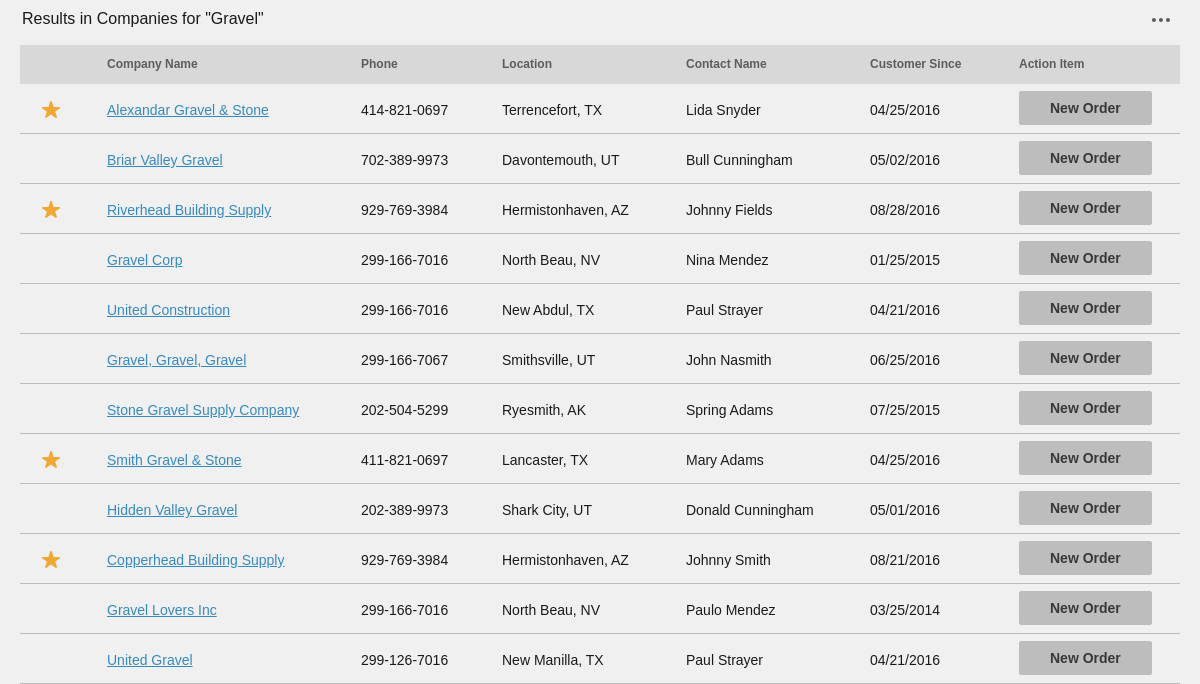 Results in Companies for "Gravel"
Company Name Phone Location Contact Name Customer Since Action Item
Alexandar Gravel & Stone 414-821-0697 Terrencefort, TX Lida Snyder 04/25/2016 New Order
Briar Valley Gravel 702-389-9973 Davontemouth, UT Bull Cunningham 05/02/2016 New Order
Riverhead Building Supply 929-769-3984 Hermistonhaven, AZ Johnny Fields 08/28/2016 New Order
Gravel Corp 299-166-7016 North Beau, NV Nina Mendez 01/25/2015 New Order
United Construction 299-166-7016 New Abdul, TX Paul Strayer 04/21/2016 New Order
Gravel, Gravel, Gravel 299-166-7067 Smithsville, UT John Nasmith 06/25/2016 New Order
Stone Gravel Supply Company 202-504-5299 Ryesmith, AK Spring Adams 07/25/2015 New Order
Smith Gravel & Stone 411-821-0697 Lancaster, TX Mary Adams 04/25/2016 New Order
Hidden Valley Gravel 202-389-9973 Shark City, UT Donald Cunningham 05/01/2016 New Order
Copperhead Building Supply 929-769-3984 Hermistonhaven, AZ Johnny Smith 08/21/2016 New Order
Gravel Lovers Inc 299-166-7016 North Beau, NV Paulo Mendez 03/25/2014 New Order
United Gravel 299-126-7016 New Manilla, TX Paul Strayer 04/21/2016 New Order